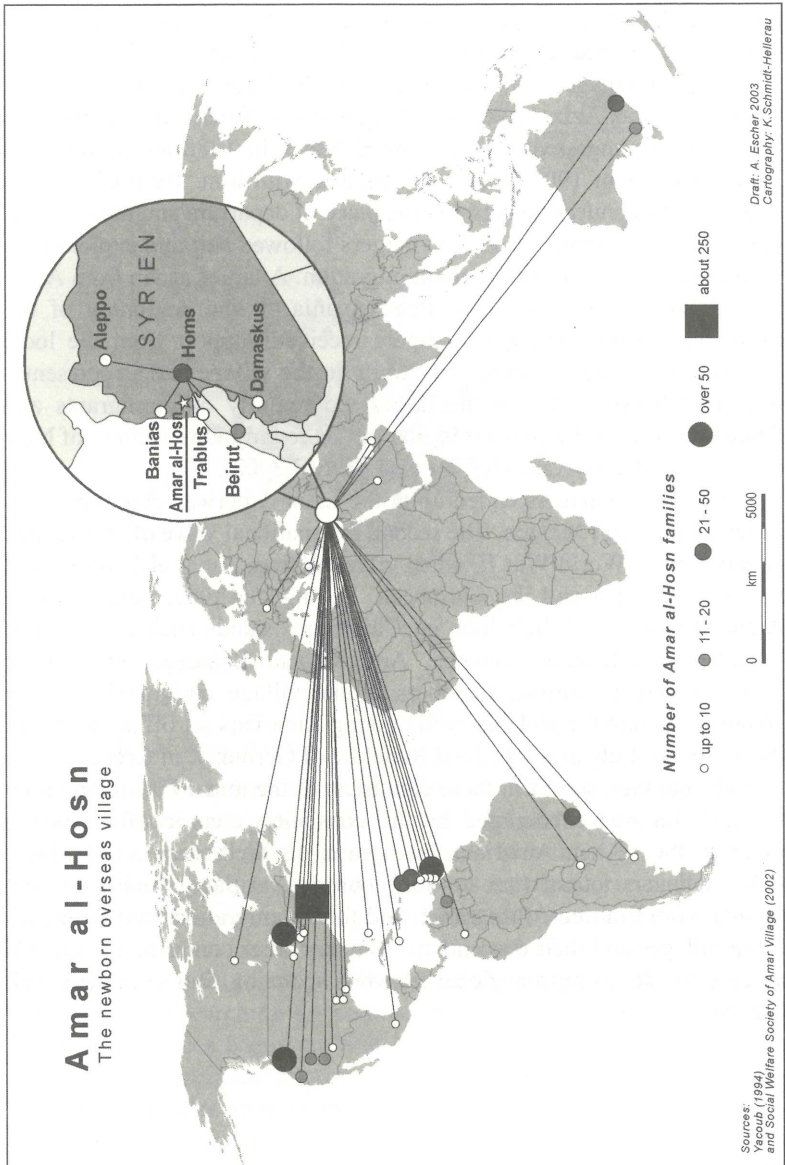 Amar al-Hosn
The newborn overseas village
Aleppo
SYRIEN
Banias
Homs
Amar al-Hosn
Trablus
Beirut
Damaskus
Number of Amar al-Hosn families
up to 10
11 - 20
21 - 50
over 50
about 250
0 km 5000
Sources:
Yacoub (1994)
and Social Welfare Society of Amar Village (2002)
Draft: A. Escher 2003
Cartography: K.Schmidt-Hellerau